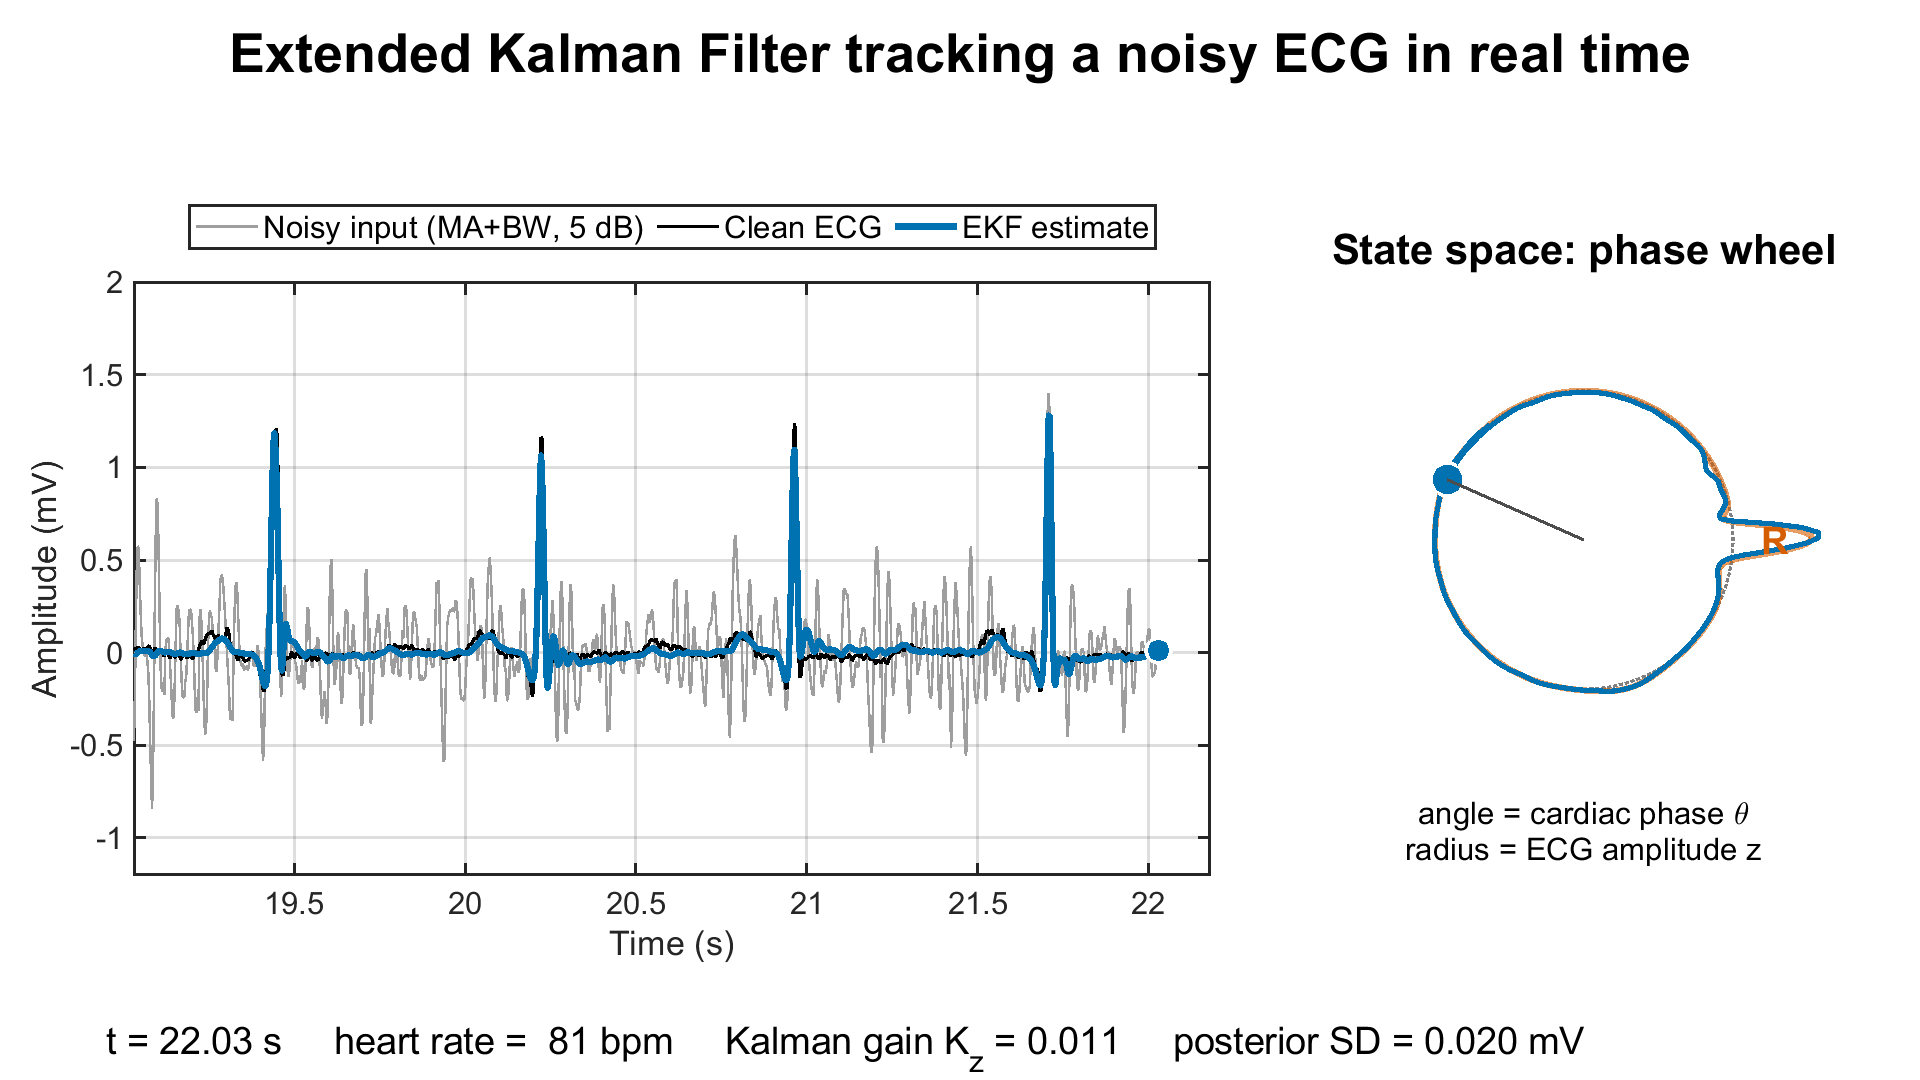 Extended Kalman Filter tracking a noisy ECG in real time
Noisy input (MA+BW, 5 dB) Clean ECG EKF estimate
State space: phase wheel
2
1.5
1
0.5
0
-0.5
-1
Amplitude (mV)
R
19.5 20 20.5 21 21.5 22
Time (s)
angle = cardiac phase θ
radius = ECG amplitude z
t = 22.03 s heart rate = 81 bpm Kalman gain K_z = 0.011 posterior SD = 0.020 mV